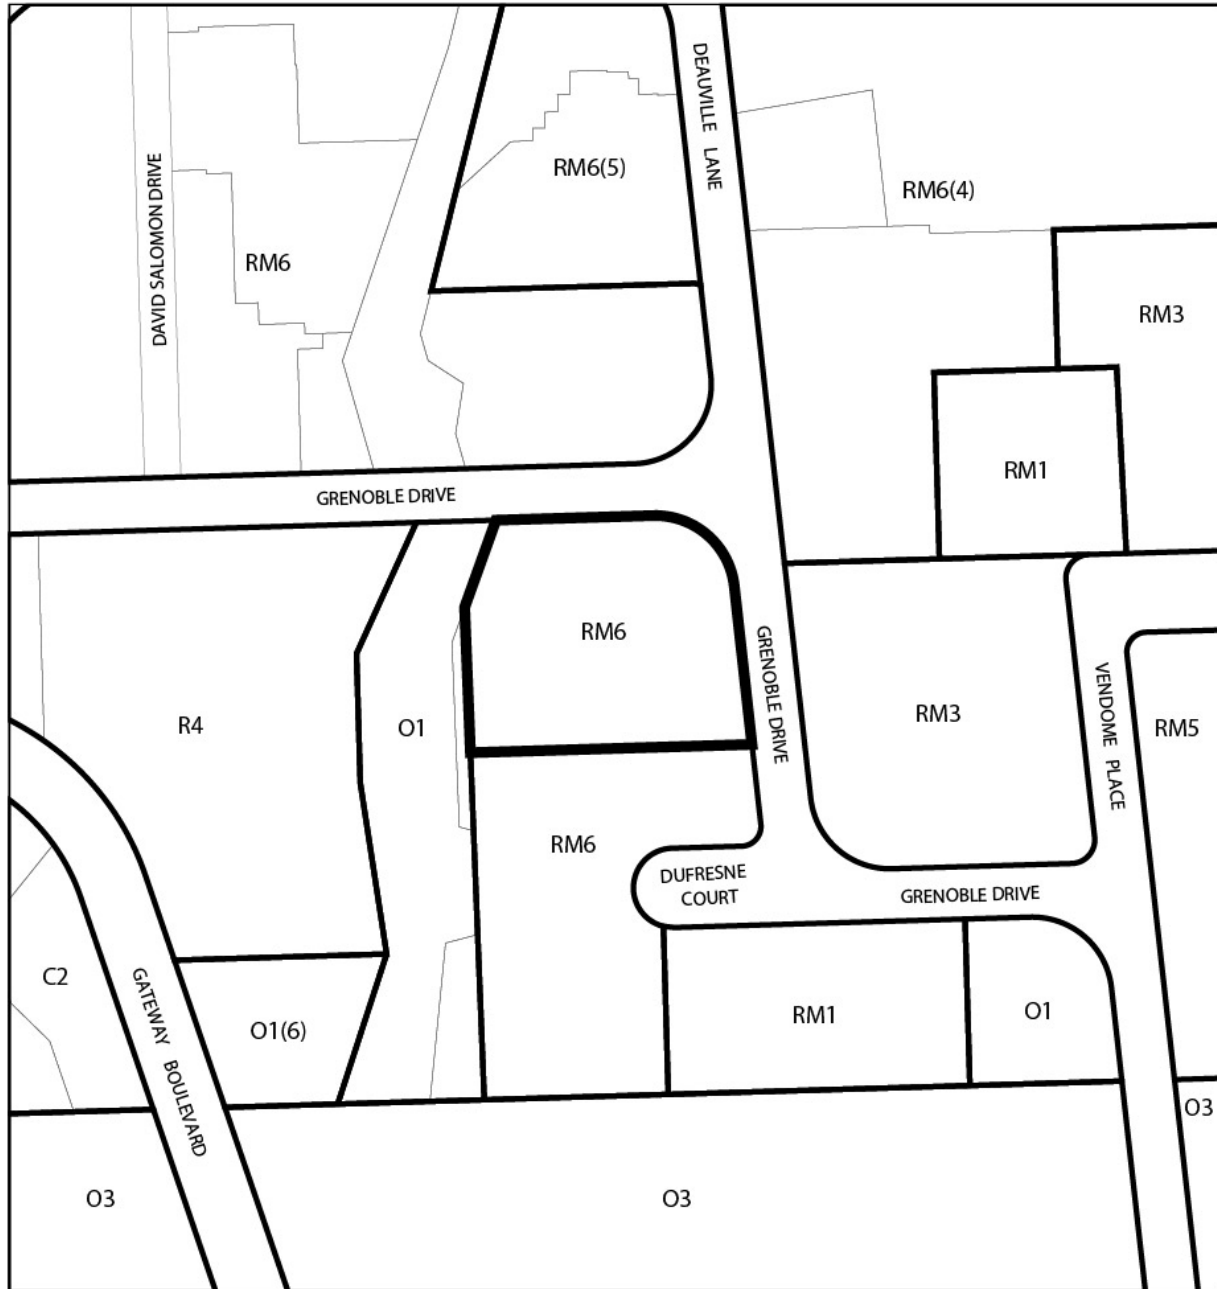 DEAUVILLE LANE
RM6(5)
DAVID SALOMON DRIVE
RM6(4)
RM6
RM3
RM1
GRENOBLE DRIVE
RM6
GRENOBLE DRIVE
R4
O1
RM3
VENDOME PLACE
RM5
RM6
DUFRESNE
COURT
GRENOBLE DRIVE
C2
GATEWAY BOULEVARD
O1(6)
RM1
O1
O3
O3
O3